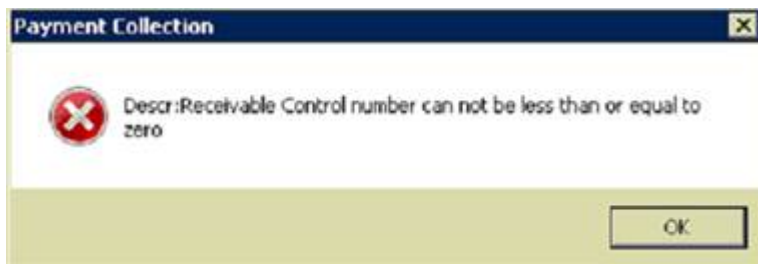 Payment Collection
Descr:Receivable Control number can not be less than or equal to
zero
OK